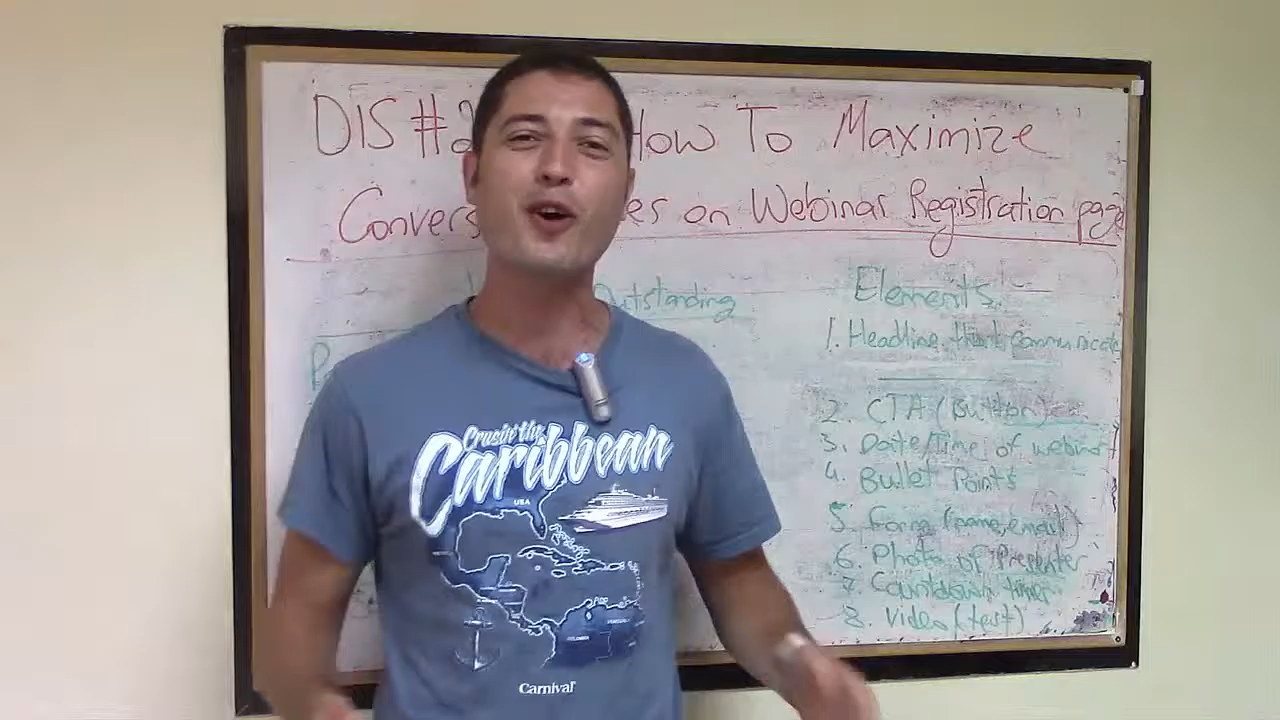 DIS #2 How To Maximize
Convers es on Webinar Registration page
Outstanding
Elements
1. Headline that communicate
2. CTA (Button)
3. Date/Time of webinar
4. Bullet Points
5. Form (name, email)
6. Photo of Presenter
7. Countdown timer
8. Video (test)
Crusin' the
Caribbean
USA
Carnival